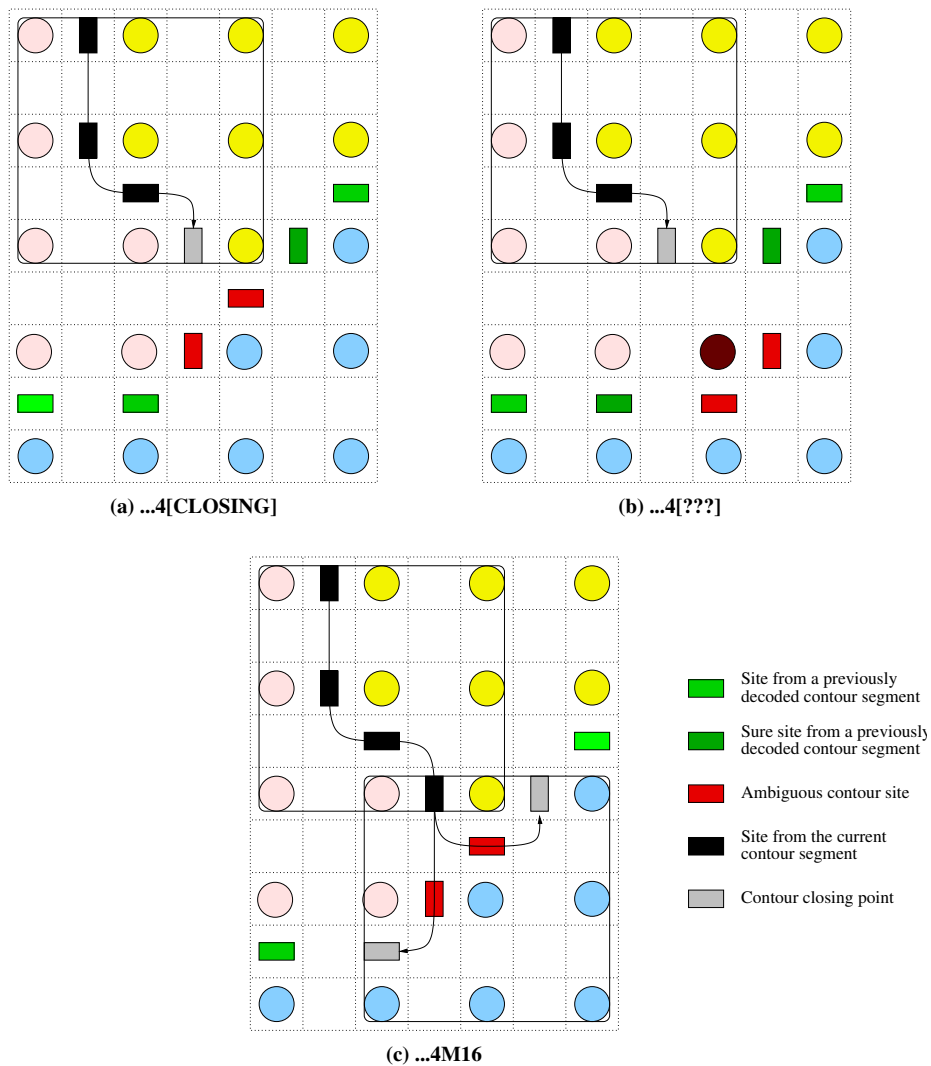 (a) ...4[CLOSING]
(b) ...4[???]
Site from a previously
decoded contour segment
Sure site from a previously
decoded contour segment
Ambiguous contour site
Site from the current
contour segment
Contour closing point
(c) ...4M16